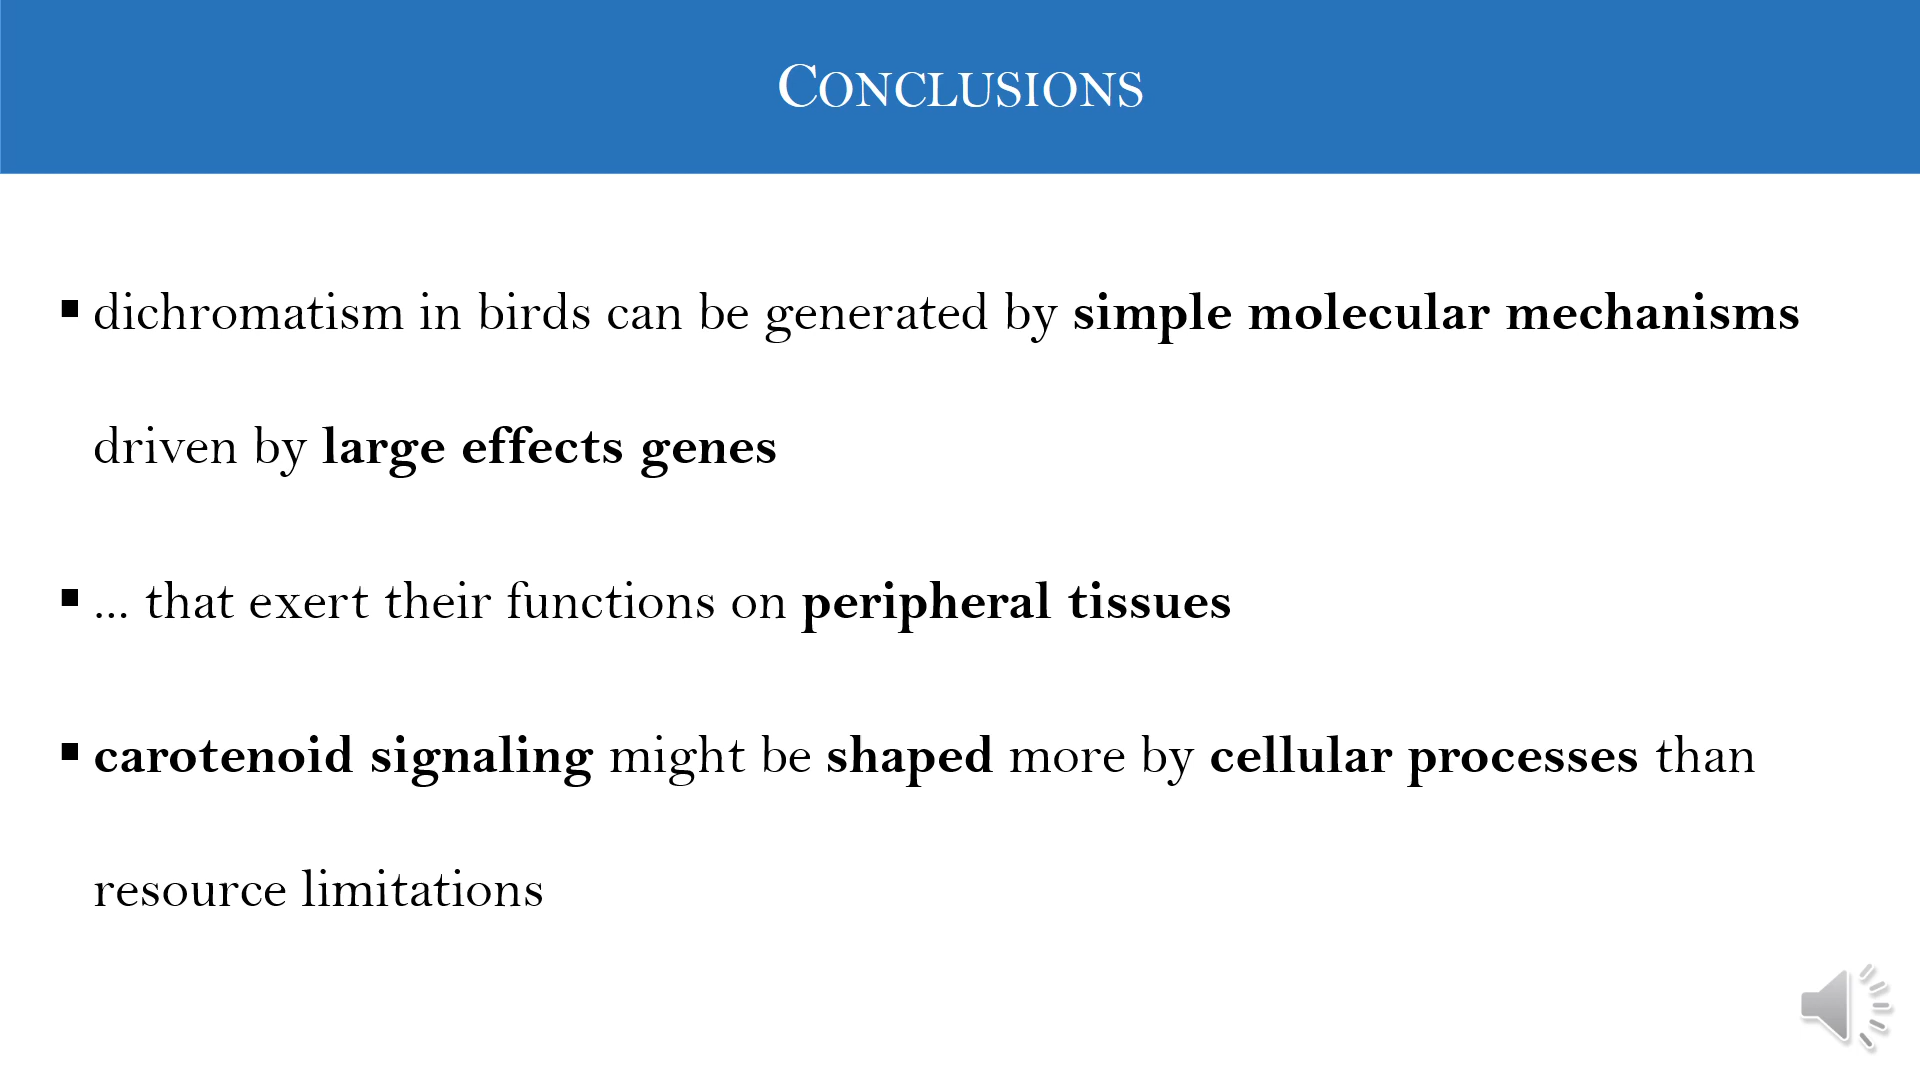 CONCLUSIONS
▪ dichromatism in birds can be generated by simple molecular mechanisms
driven by large effects genes
▪ ... that exert their functions on peripheral tissues
▪ carotenoid signaling might be shaped more by cellular processes than
resource limitations